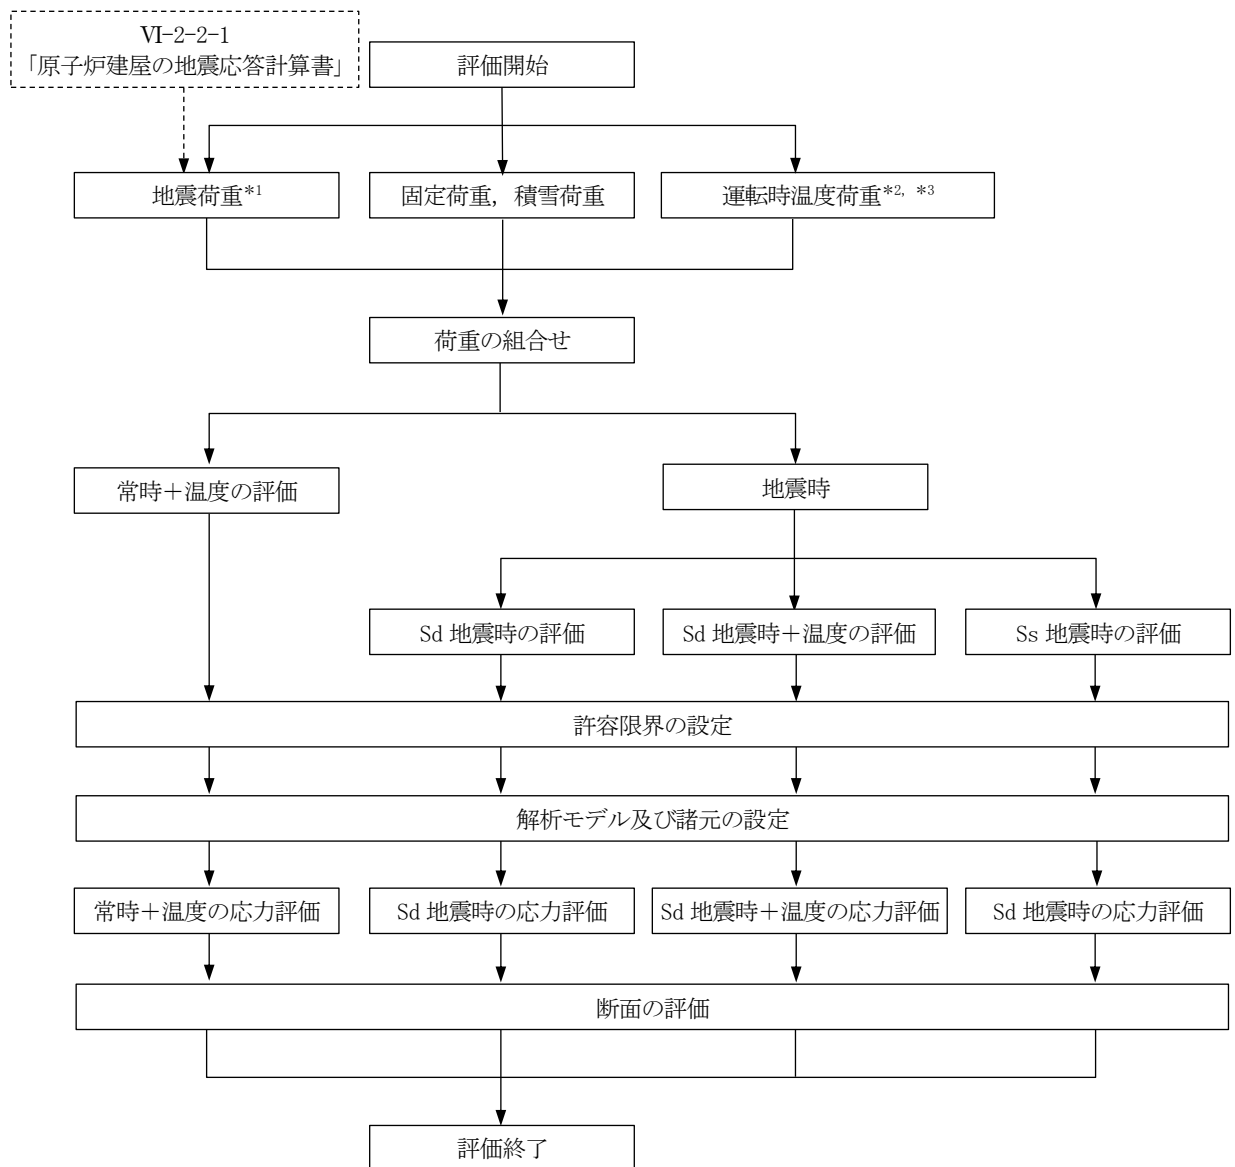 Ⅵ-2-2-1
「原子炉建屋の地震応答計算書」
評価開始
地震荷重*1
固定荷重，積雪荷重
運転時温度荷重*2, *3
荷重の組合せ
常時＋温度の評価
地震時
Sd 地震時の評価
Sd 地震時＋温度の評価
Ss 地震時の評価
許容限界の設定
解析モデル及び諸元の設定
常時＋温度の応力評価
Sd 地震時の応力評価
Sd 地震時＋温度の応力評価
Sd 地震時の応力評価
断面の評価
評価終了